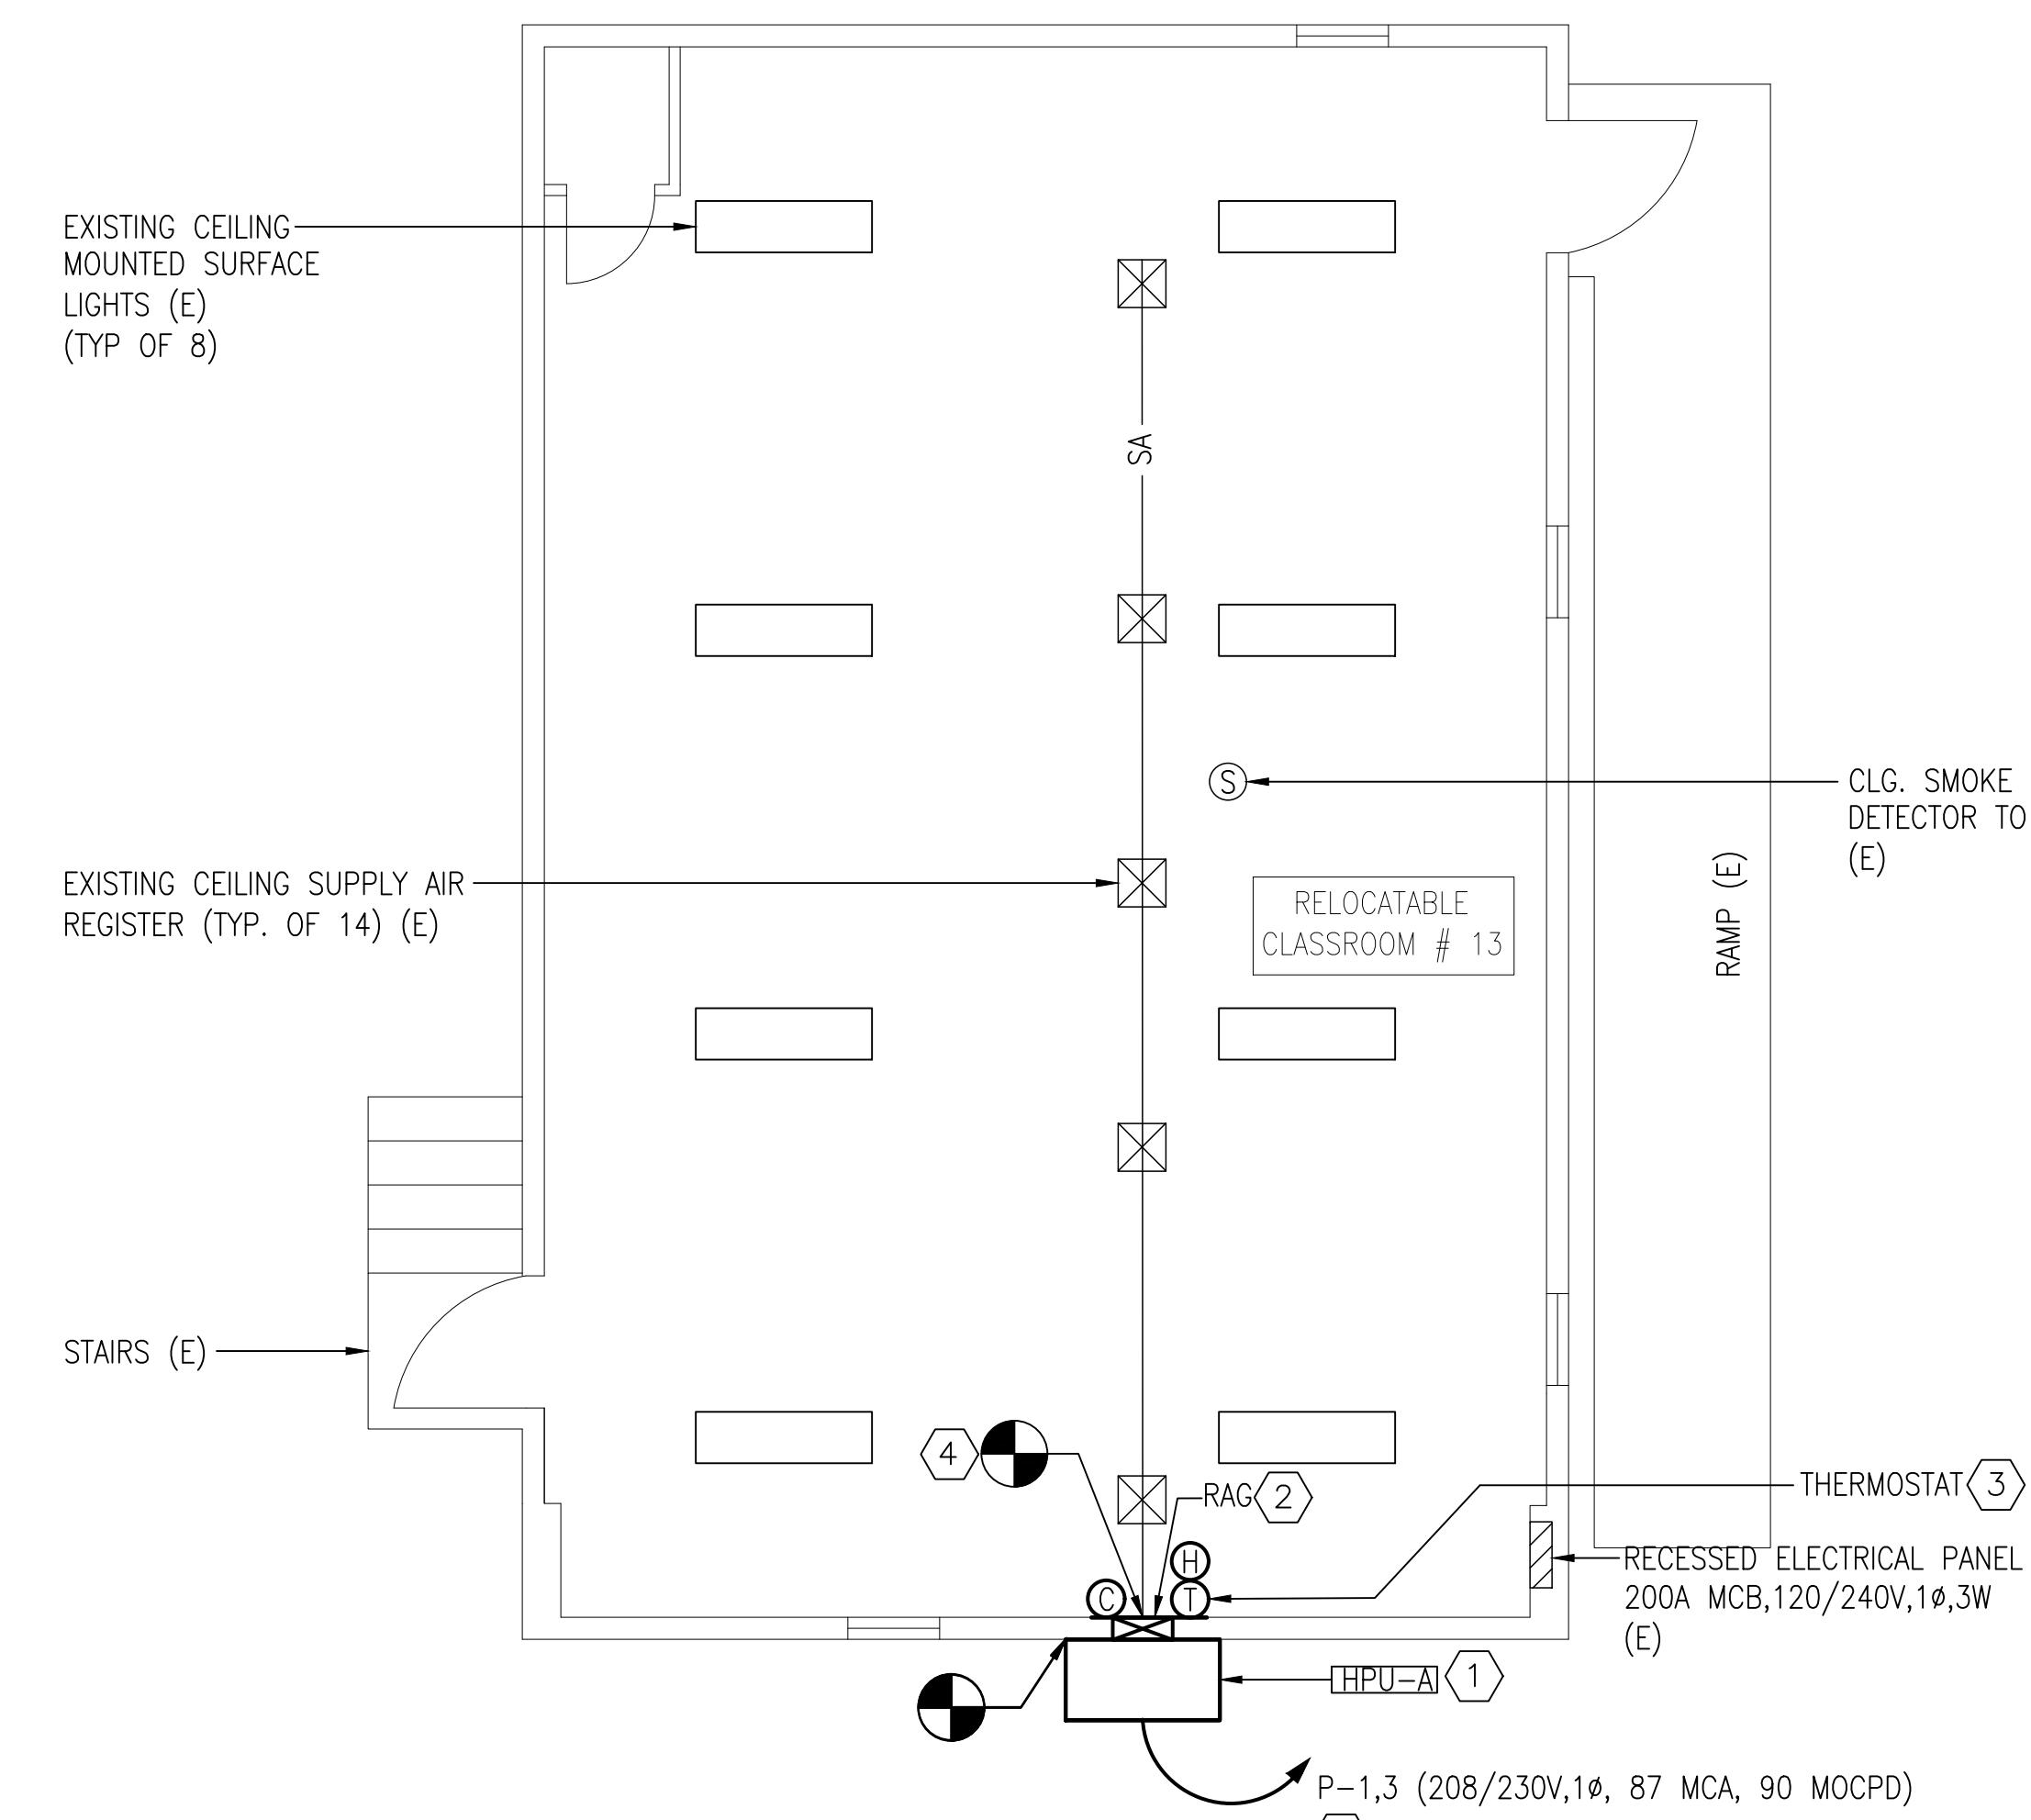 EXISTING CEILING
MOUNTED SURFACE
LIGHTS (E)
(TYP OF 8)
SA
S
CLG. SMOKE
DETECTOR TO
(E)
EXISTING CEILING SUPPLY AIR
REGISTER (TYP. OF 14) (E)
RELOCATABLE
CLASSROOM # 13
RAMP (E)
STAIRS (E)
4
RAG 2
THERMOSTAT 3
H
C
T
RECESSED ELECTRICAL PANEL
200A MCB,120/240V,1ø,3W
(E)
HPU-A 1
P-1,3 (208/230V,1ø, 87 MCA, 90 MOCPD)